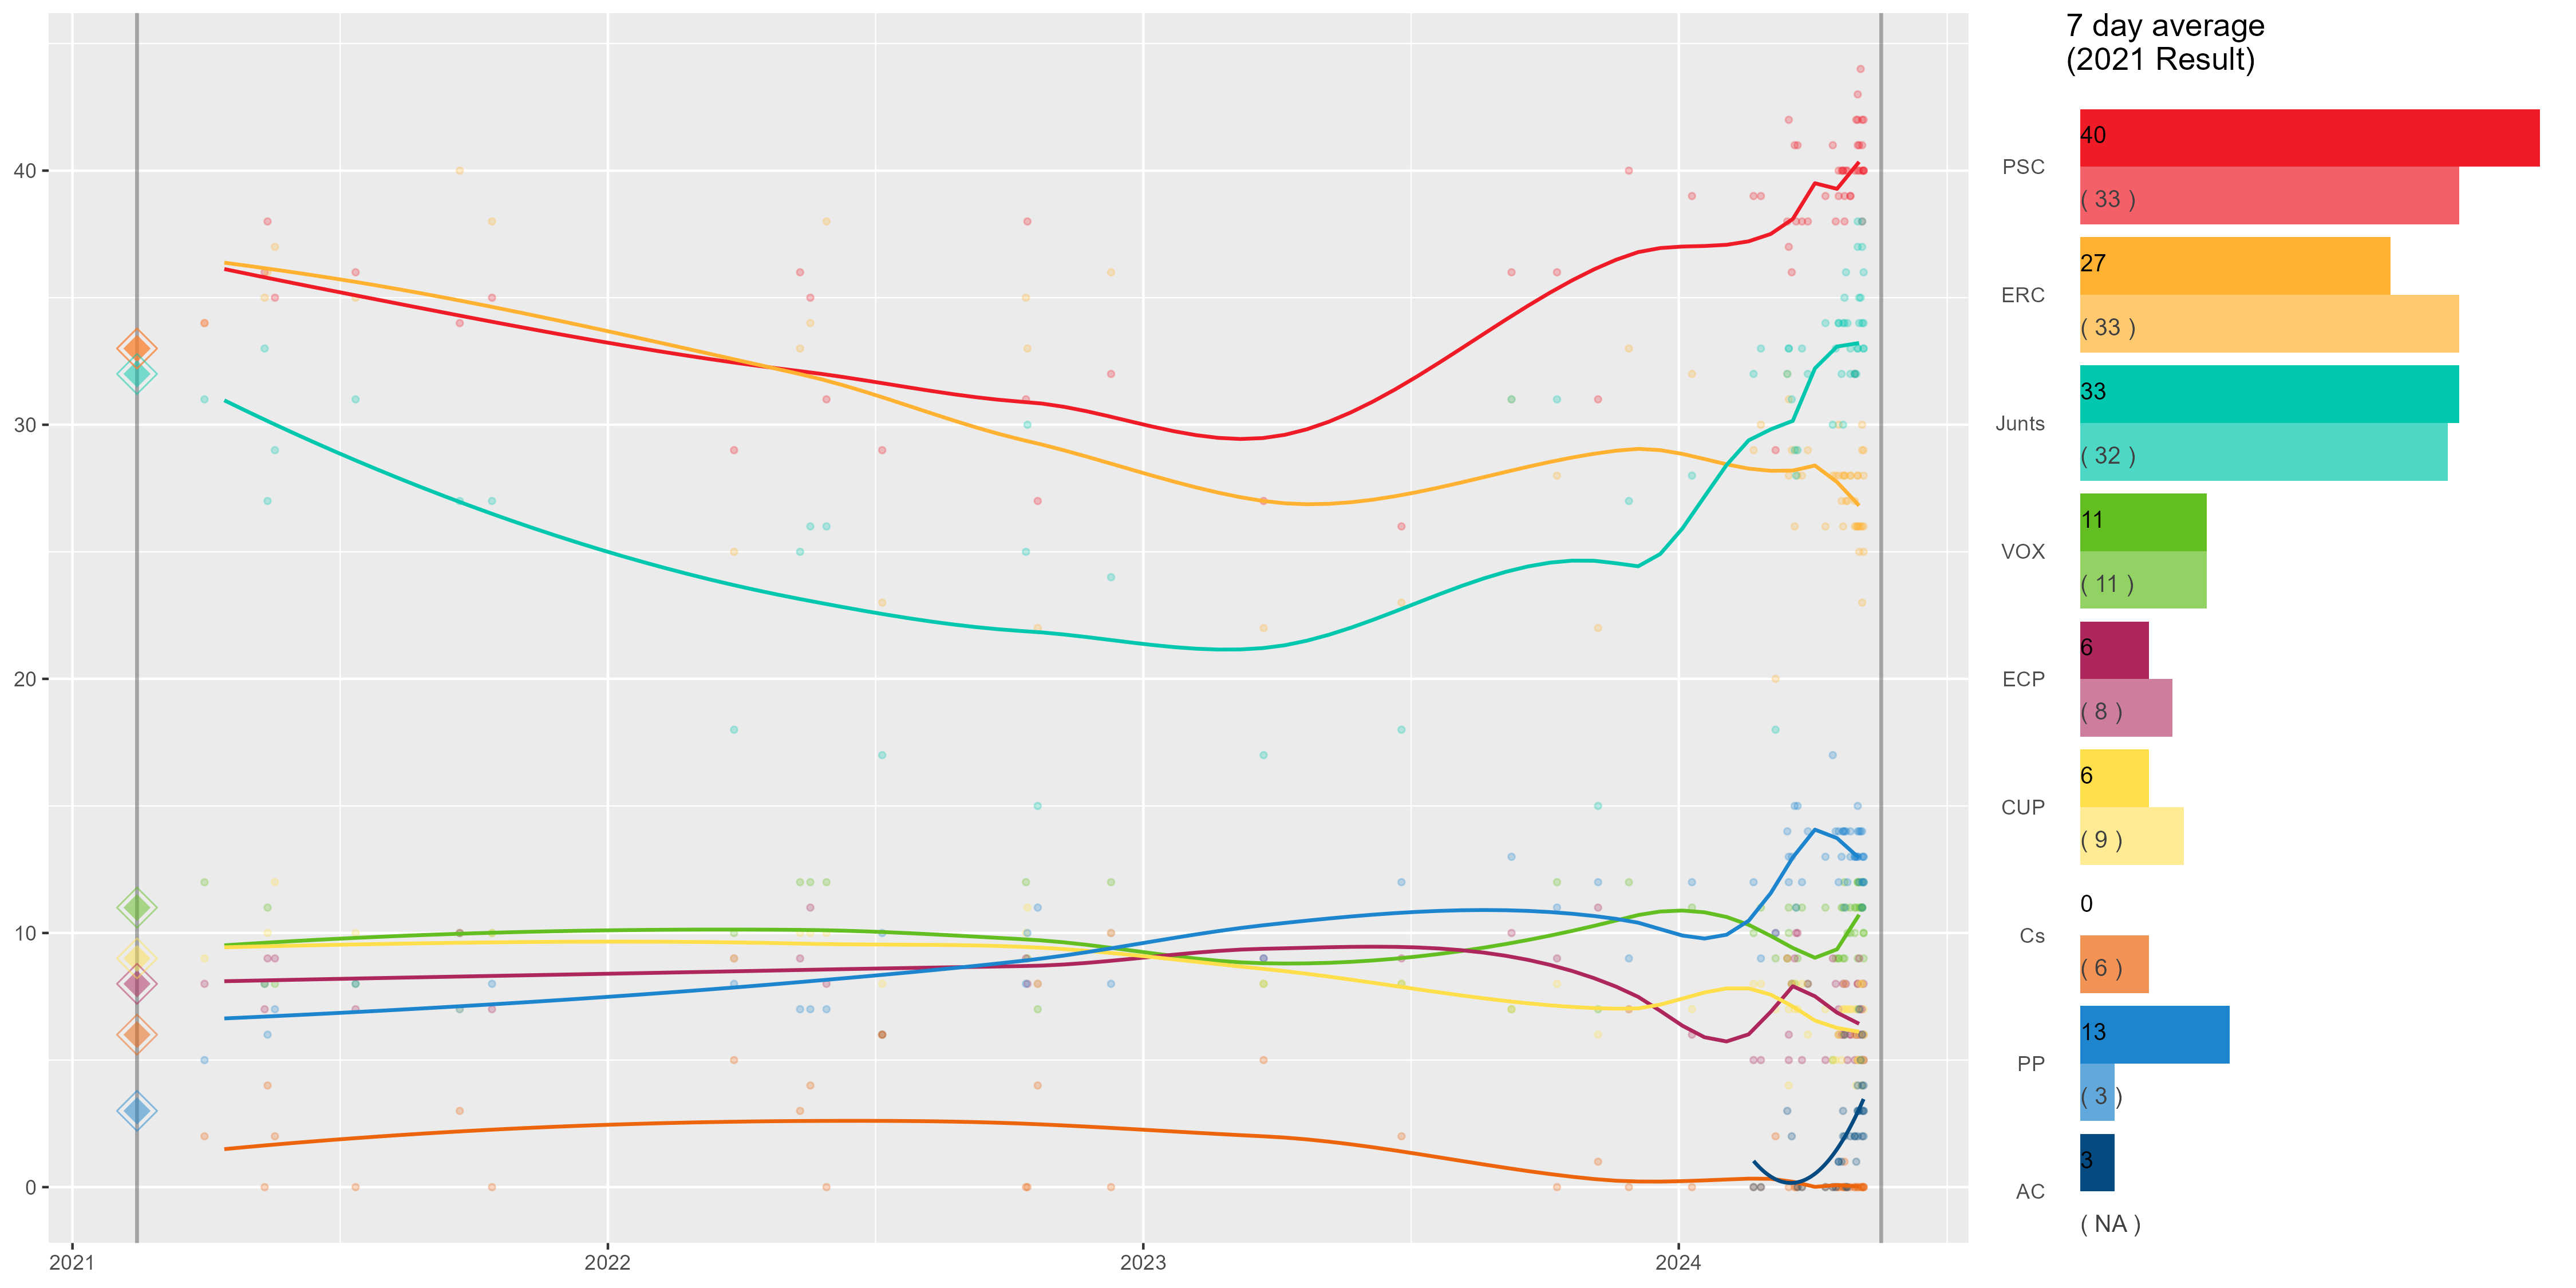 7 day average
(2021 Result)
40
PSC
( 33 )
27
ERC
( 33 )
33
Junts
( 32 )
11
VOX
( 11 )
6
ECP
( 8 )
6
CUP
( 9 )
0
Cs
( 6 )
13
PP
( 3 )
3
AC
( NA )
40
30
20
10
0
2021
2022
2023
2024